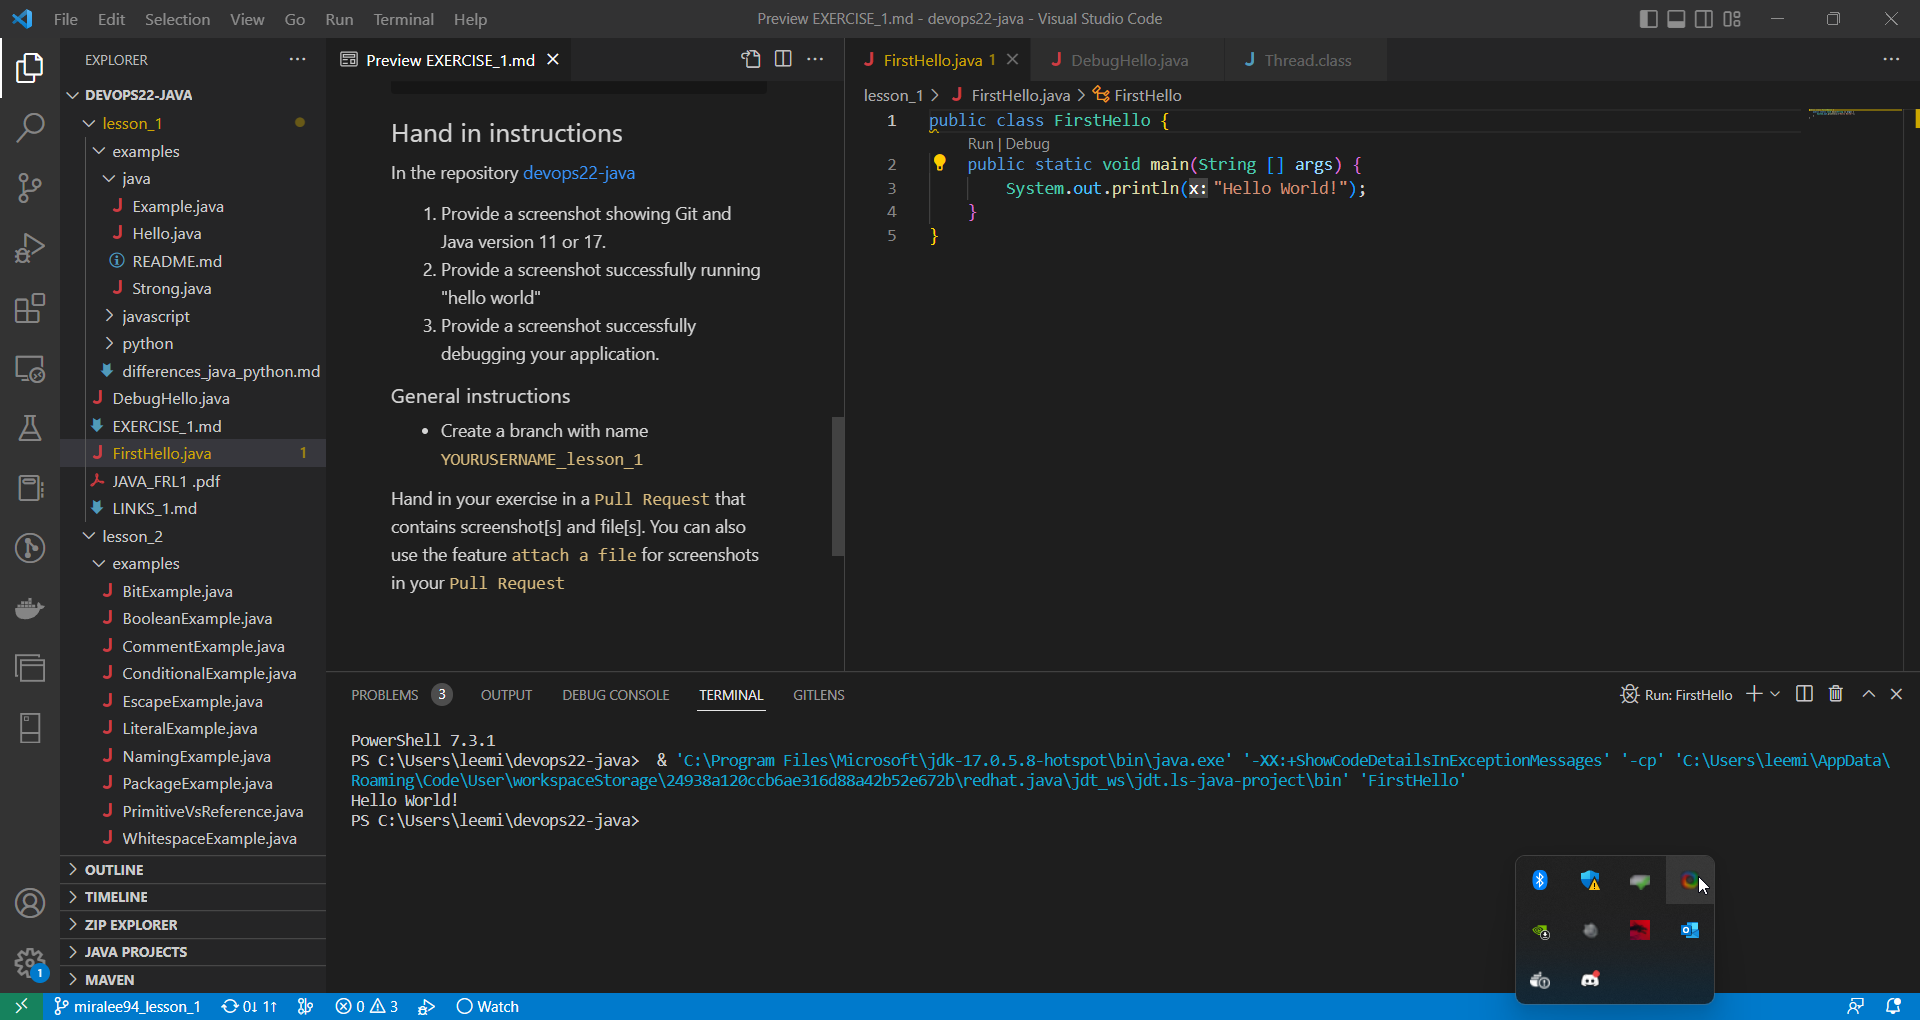 File Edit Selection View Go Run Terminal Help
Preview EXERCISE_1.md - devops22-java - Visual Studio Code
EXPLORER
DEVOPS22-JAVA
lesson_1
examples
java
Example.java
Hello.java
README.md
Strong.java
javascript
python
differences_java_python.md
DebugHello.java
EXERCISE_1.md
FirstHello.java 1
JAVA_FRL1 .pdf
LINKS_1.md
lesson_2
examples
BitExample.java
BooleanExample.java
CommentExample.java
ConditionalExample.java
EscapeExample.java
LiteralExample.java
NamingExample.java
PackageExample.java
PrimitiveVsReference.java
WhitespaceExample.java
OUTLINE
TIMELINE
ZIP EXPLORER
JAVA PROJECTS
MAVEN
1
Preview EXERCISE_1.md
Hand in instructions
In the repository devops22-java
1. Provide a screenshot showing Git and
Java version 11 or 17.
2. Provide a screenshot successfully running
"hello world"
3. Provide a screenshot successfully
debugging your application.
General instructions
• Create a branch with name
YOURUSERNAME_lesson_1
Hand in your exercise in a Pull Request that
contains screenshot[s] and file[s]. You can also
use the feature attach a file for screenshots
in your Pull Request
FirstHello.java 1
DebugHello.java
Thread.class
lesson_1 > FirstHello.java > FirstHello
1 public class FirstHello {
Run | Debug
2 public static void main(String [] args) {
3 System.out.println(x: "Hello World!");
4 }
5 }
PROBLEMS 3 OUTPUT DEBUG CONSOLE TERMINAL GITLENS
Run: FirstHello
PowerShell 7.3.1
PS C:\Users\leemi\devops22-java> & 'C:\Program Files\Microsoft\jdk-17.0.5.8-hotspot\bin\java.exe' '-XX:+ShowCodeDetailsInExceptionMessages' '-cp' 'C:\Users\leemi\AppData\
Roaming\Code\User\workspaceStorage\24938a120ccb6ae316d88a42b52e672b\redhat.java\jdt_ws\jdt.ls-java-project\bin' 'FirstHello'
Hello World!
PS C:\Users\leemi\devops22-java>
miralee94_lesson_1 0↓ 1↑ 0 3 Watch